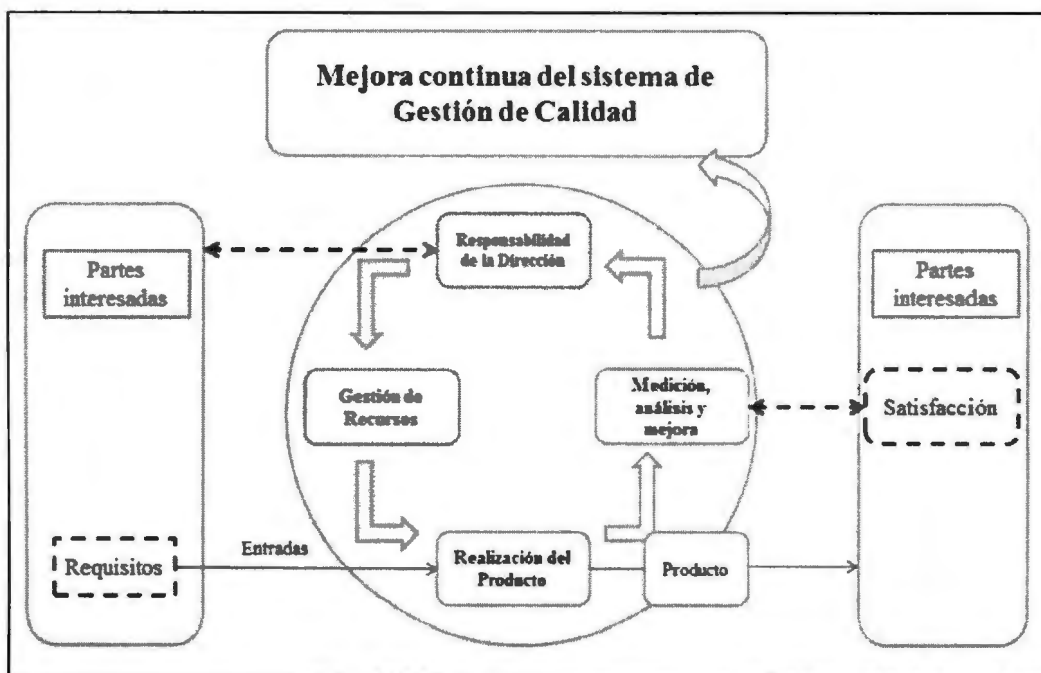 Mejora continua del sistema de
Gestión de Calidad
Partes
interesadas
Responsabilidad
de la Dirección
Partes
interesadas
Gestión de
Recursos
Medición,
análisis y
mejora
Satisfacción
Requisitos
Entradas
Realización del
Producto
Producto